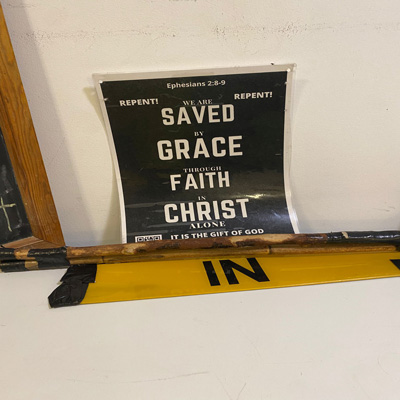 Ephesians 2:8-9
REPENT! WE ARE REPENT!
SAVED
BY
GRACE
THROUGH
FAITH
IN
CHRIST
ALONE
IT IS THE GIFT OF GOD
IN